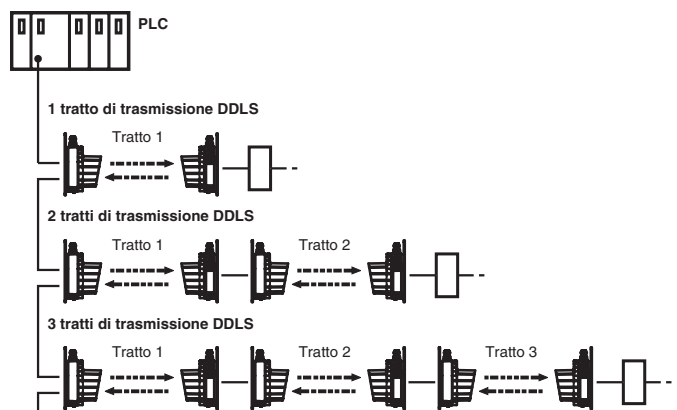 PLC
1 tratto di trasmissione DDLS
Tratto 1
2 tratti di trasmissione DDLS
Tratto 1 Tratto 2
3 tratti di trasmissione DDLS
Tratto 1 Tratto 2 Tratto 3